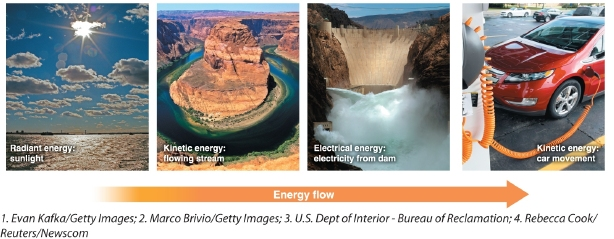 Radiant energy:
sunlight
Kinetic energy:
flowing stream
Electrical energy:
electricity from dam
Kinetic energy:
car movement
Energy flow
1. Evan Kafka/Getty Images; 2. Marco Brivio/Getty Images; 3. U.S. Dept of Interior - Bureau of Reclamation; 4. Rebecca Cook/
Reuters/Newscom